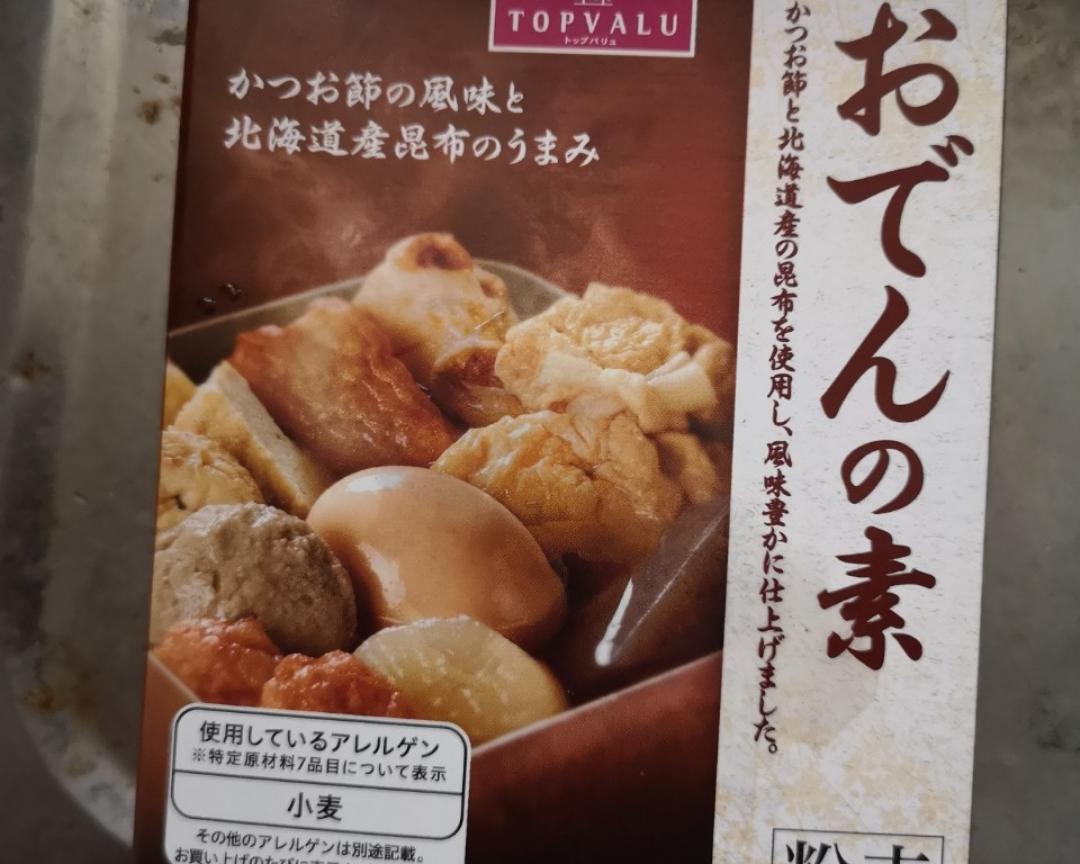 TOPVALU
トップバリュ
かつお節の風味と
北海道産昆布のうまみ
おでんの素
かつお節と北海道産の昆布を使用し、風味豊かに仕上げました。
使用しているアレルゲン
※特定原材料7品目について表示
小麦
その他のアレルゲンは別途記載。